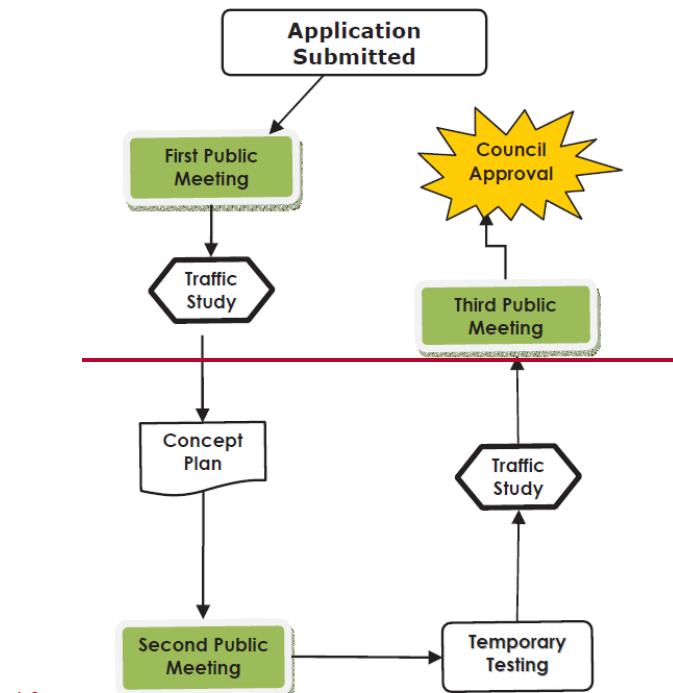 Application
Submitted
First Public
Meeting
Traffic
Study
Concept
Plan
Second Public
Meeting
Temporary
Testing
Traffic
Study
Third Public
Meeting
Council
Approval